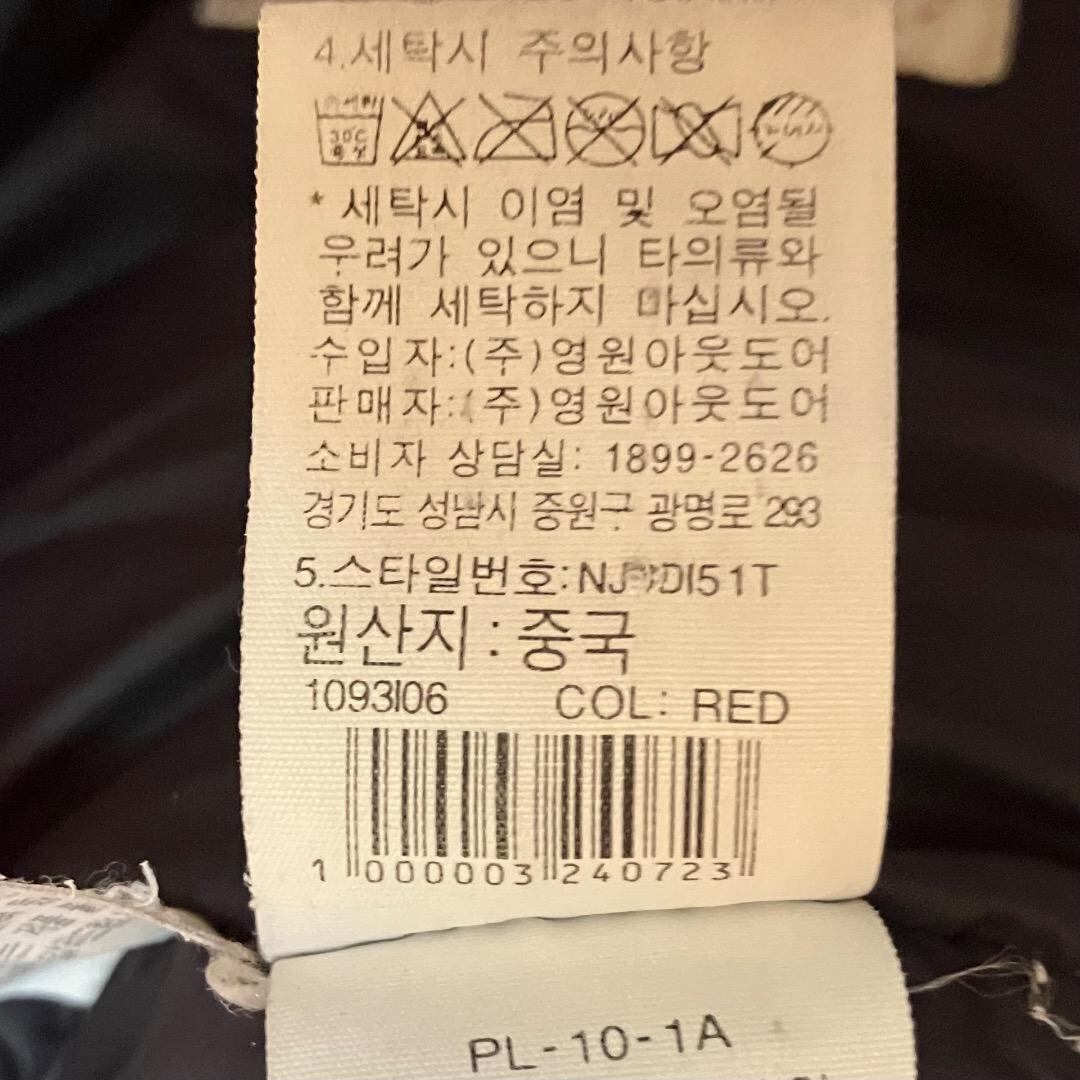 4.세탁시 주의사항
30℃
* 세탁시 이염 및 오염될
우려가 있으니 타의류와
함께 세탁하지 마십시오.
수입자:(주)영원아웃도어
판매자:(주)영원아웃도어
소비자 상담실: 1899-2626
경기도 성남시 중원구 광명로 293
5.스타일번호:
원산지 : 중국
1093I06 COL: RED
1 000003 240723
PL-10-1A